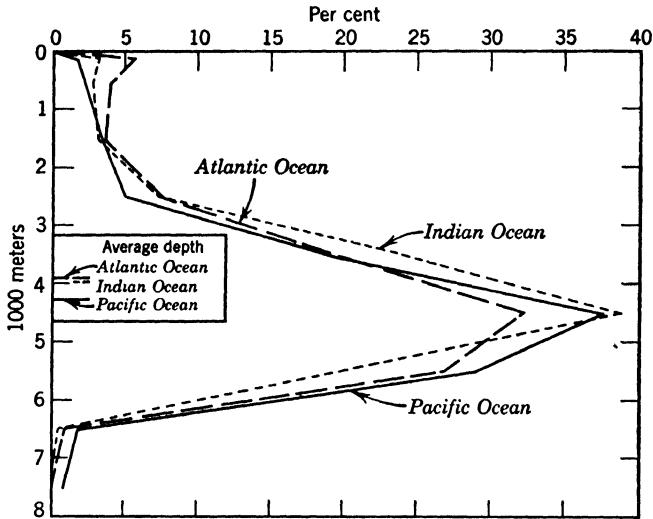 Per cent
0 5 10 15 20 25 30 35 40
0
1
2
3
4
5
6
7
8
1000 meters
Atlantic Ocean
Indian Ocean
Average depth
Atlantic Ocean
Indian Ocean
Pacific Ocean
Pacific Ocean